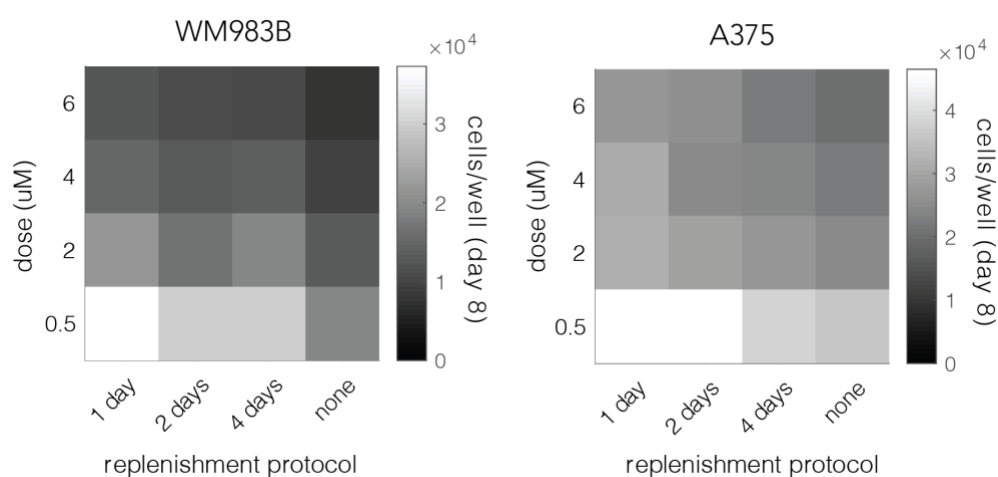 WM983B
×10⁴
6
4
2
0.5
dose (uM)
1 day
2 days
4 days
none
replenishment protocol
3
2
1
0
cells/well (day 8)
A375
×10⁴
6
4
2
0.5
dose (uM)
1 day
2 days
4 days
none
replenishment protocol
4
3
2
1
0
cells/well (day 8)